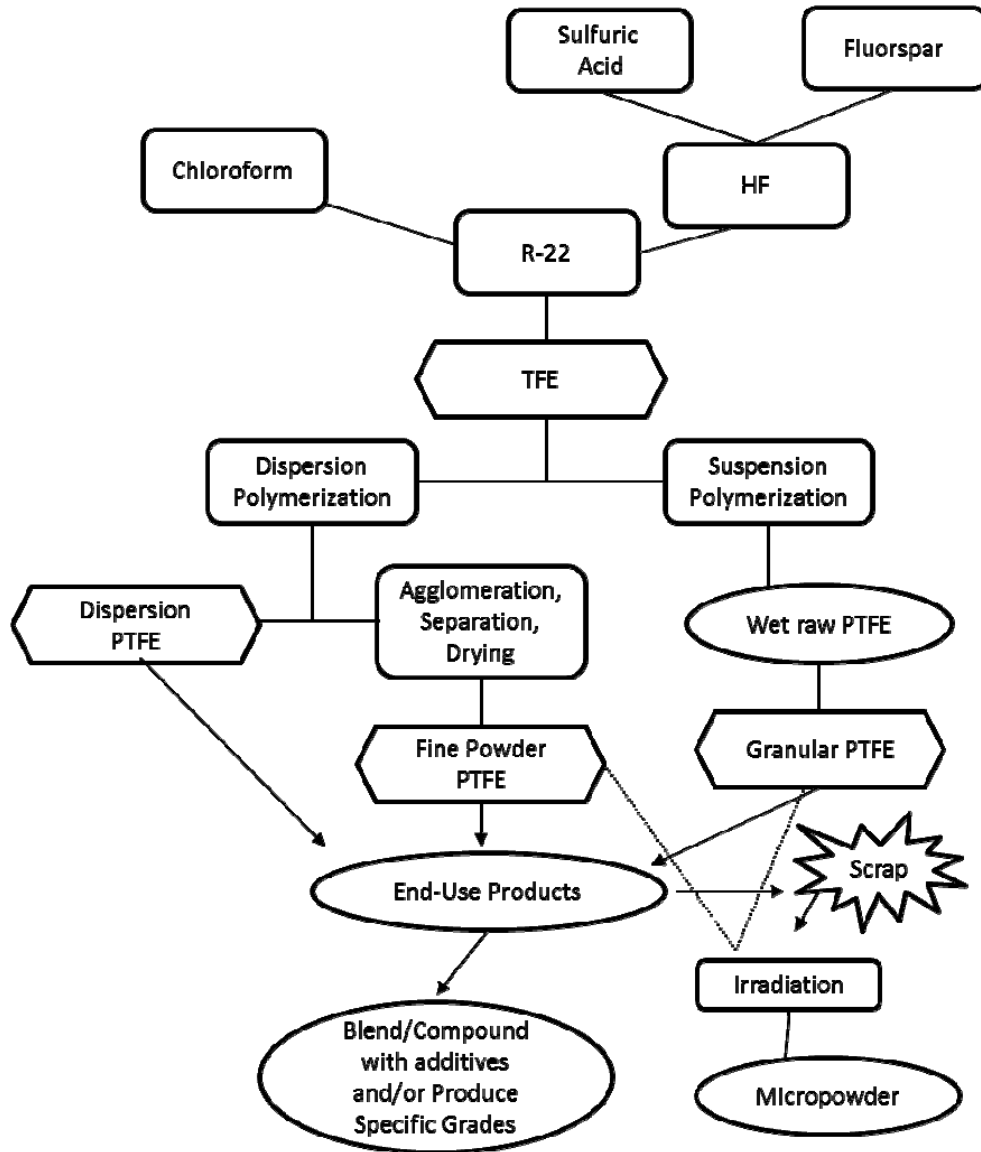 Sulfuric
Acid
Fluorspar
Chloroform
HF
R-22
TFE
Dispersion
Polymerization
Suspension
Polymerization
Dispersion
PTFE
Agglomeration,
Separation,
Drying
Wet raw PTFE
Fine Powder
PTFE
Granular PTFE
Scrap
End-Use Products
Irradiation
Blend/Compound
with additives
and/or Produce
Specific Grades
Micropowder